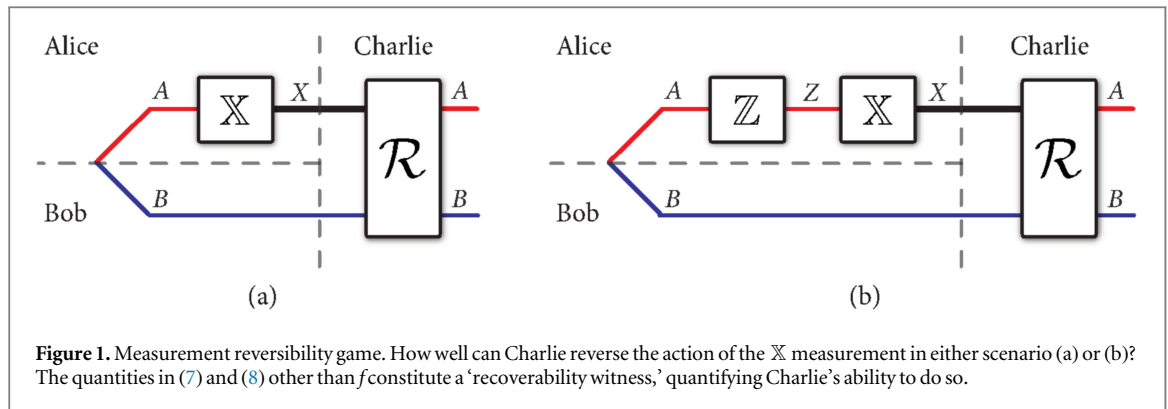 Alice
Charlie
A
𝕏
X
A
ℛ
Bob
B
B
(a)
Alice
Charlie
A
ℤ
Z
𝕏
X
A
ℛ
Bob
B
B
(b)
Figure 1. Measurement reversibility game. How well can Charlie reverse the action of the 𝕏 measurement in either scenario (a) or (b)?
The quantities in (7) and (8) other than f constitute a ‘recoverability witness,’ quantifying Charlie’s ability to do so.